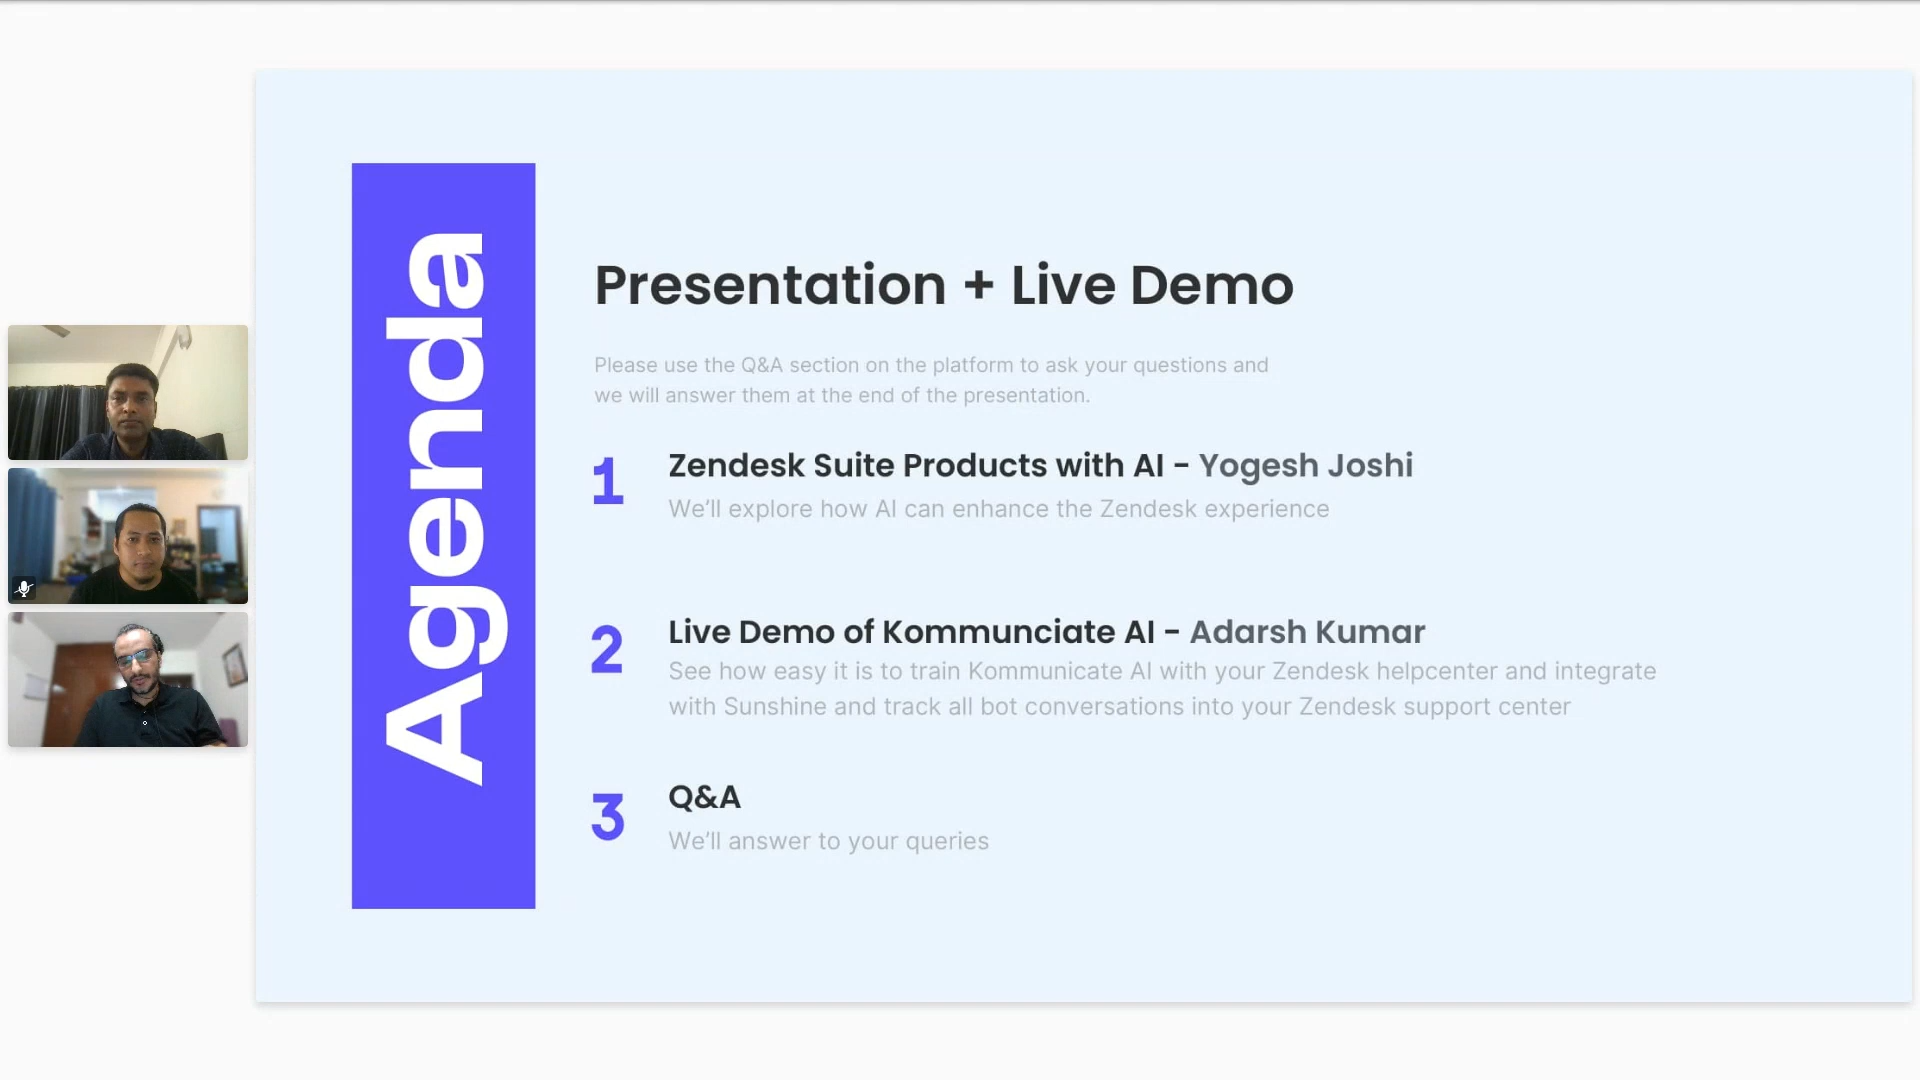 Agenda
Presentation + Live Demo
Please use the Q&A section on the platform to ask your questions and
we will answer them at the end of the presentation.
1
Zendesk Suite Products with AI - Yogesh Joshi
We'll explore how AI can enhance the Zendesk experience
2
Live Demo of Kommunciate AI - Adarsh Kumar
See how easy it is to train Kommunicate AI with your Zendesk helpcenter and integrate
with Sunshine and track all bot conversations into your Zendesk support center
3
Q&A
We'll answer to your queries